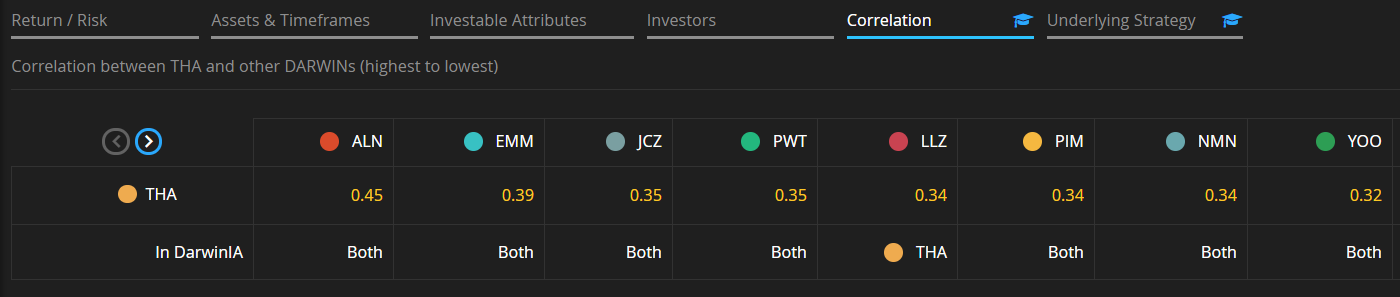 Return / Risk Assets & Timeframes Investable Attributes Investors Correlation Underlying Strategy
Correlation between THA and other DARWINs (highest to lowest)
ALN EMM JCZ PWT LLZ PIM NMN YOO
THA 0.45 0.39 0.35 0.35 0.34 0.34 0.34 0.32
In DarwinIA Both Both Both Both THA Both Both Both